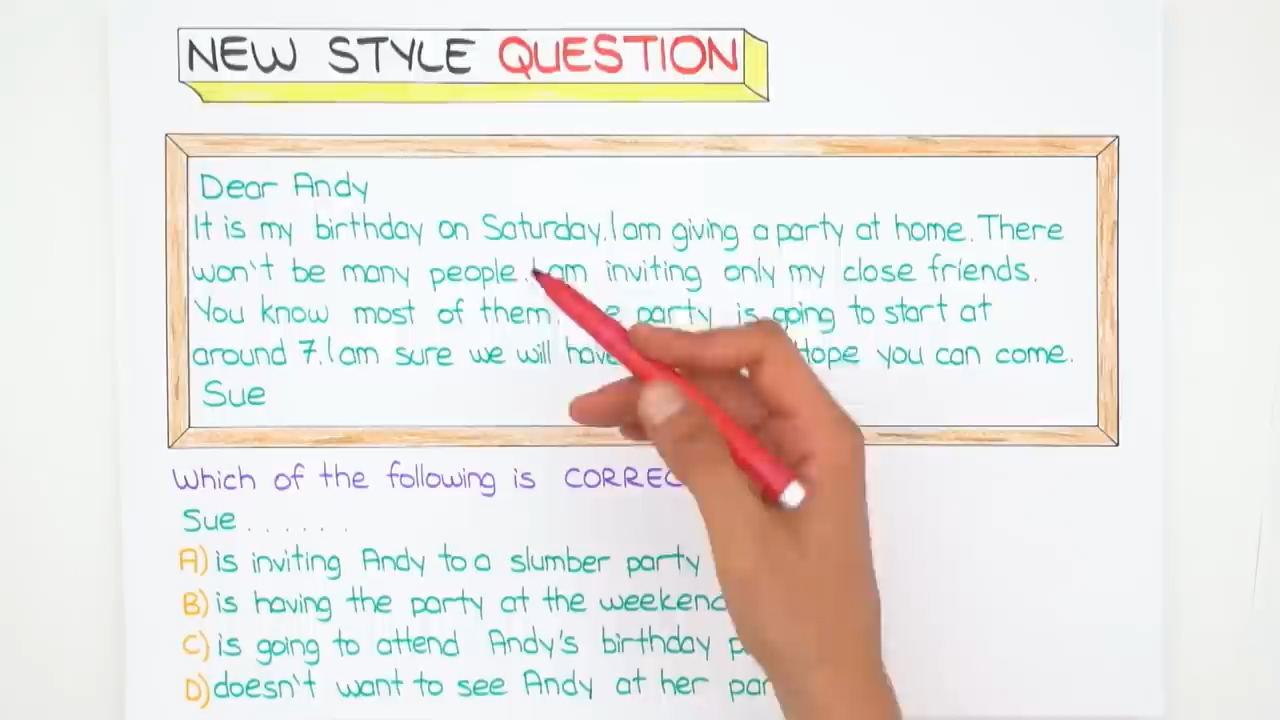 NEW STYLE QUESTION
Dear Andy
It is my birthday on Saturday. I am giving a party at home. There
won't be many people. I am inviting only my close friends.
You know most of them. party is going to start at
around 7. I am sure we will have you can come.
Sue
Which of the following is
Sue......
A) is inviting Andy to a slumber party
B) is having the party at the
C) is going to attend Andy's birthday
D) doesn't want to see Andy at her